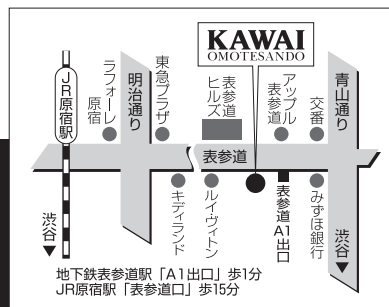 KAWAI
OMOTESANDO
JR原宿駅
ラフォーレ
原宿
明治通り
東急プラザ
表参道
ヒルズ
アップル
表参道
交番
青山通り
表参道
キディランド
ルイ・ヴィトン
表参道
A1出口
みずほ銀行
渋谷▼
渋谷▼
地下鉄表参道駅「A1出口」歩1分
JR原宿駅「表参道口」歩15分